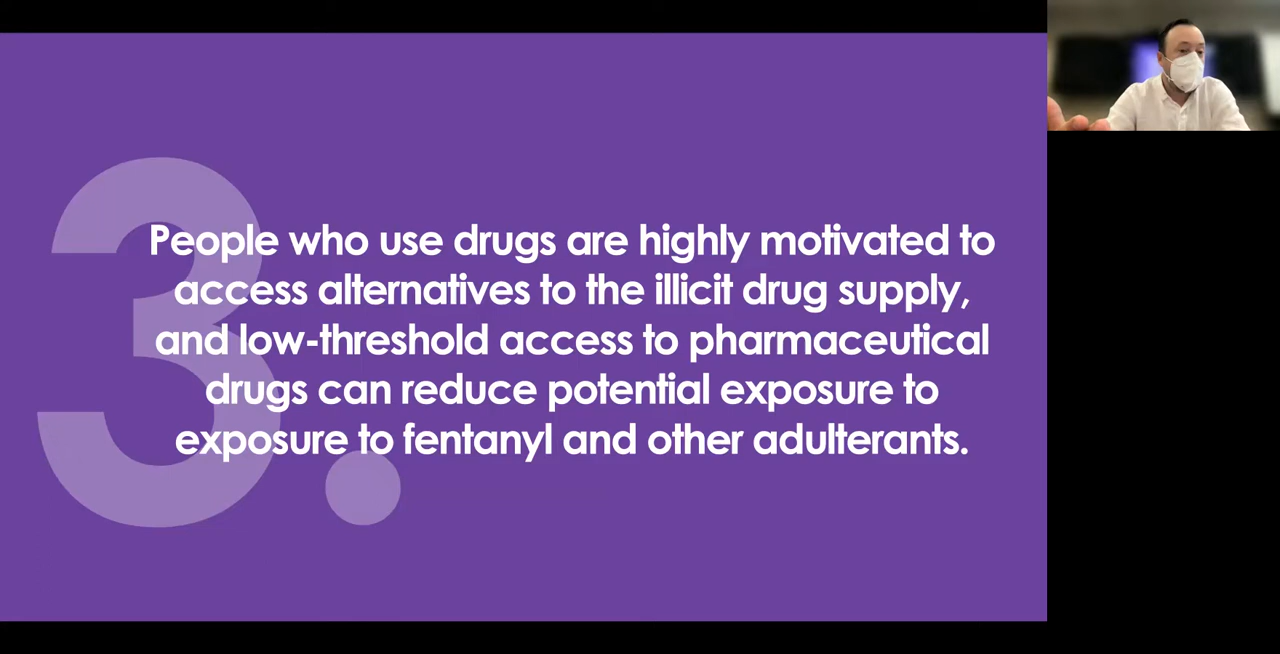 3.
People who use drugs are highly motivated to
access alternatives to the illicit drug supply,
and low-threshold access to pharmaceutical
drugs can reduce potential exposure to
exposure to fentanyl and other adulterants.